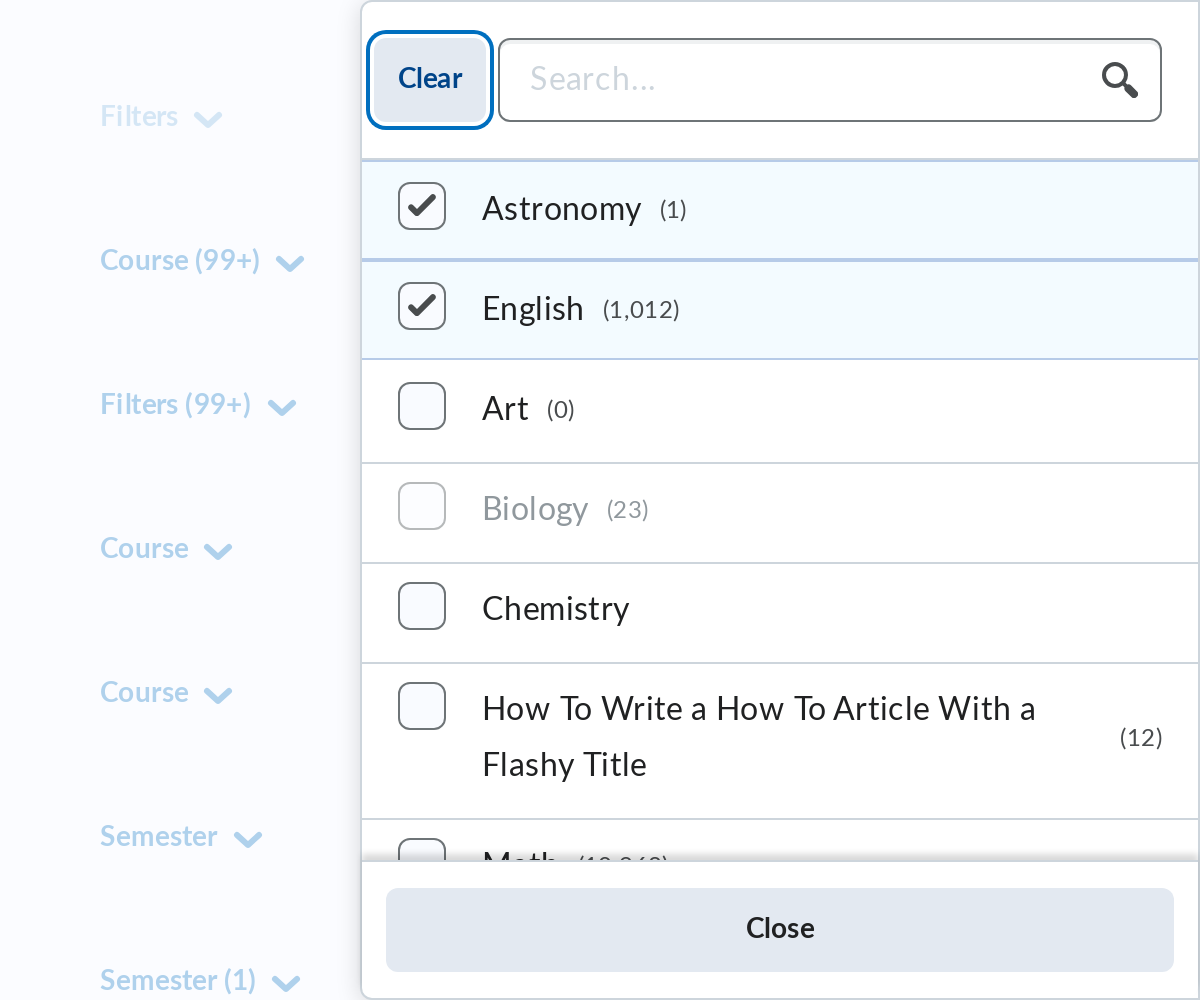 Filters
Course (99+)
Filters (99+)
Course
Course
Semester
Semester (1)
Clear
Search...
Astronomy (1)
English (1,012)
Art (0)
Biology (23)
Chemistry
How To Write a How To Article With a
Flashy Title
(12)
Math
Close